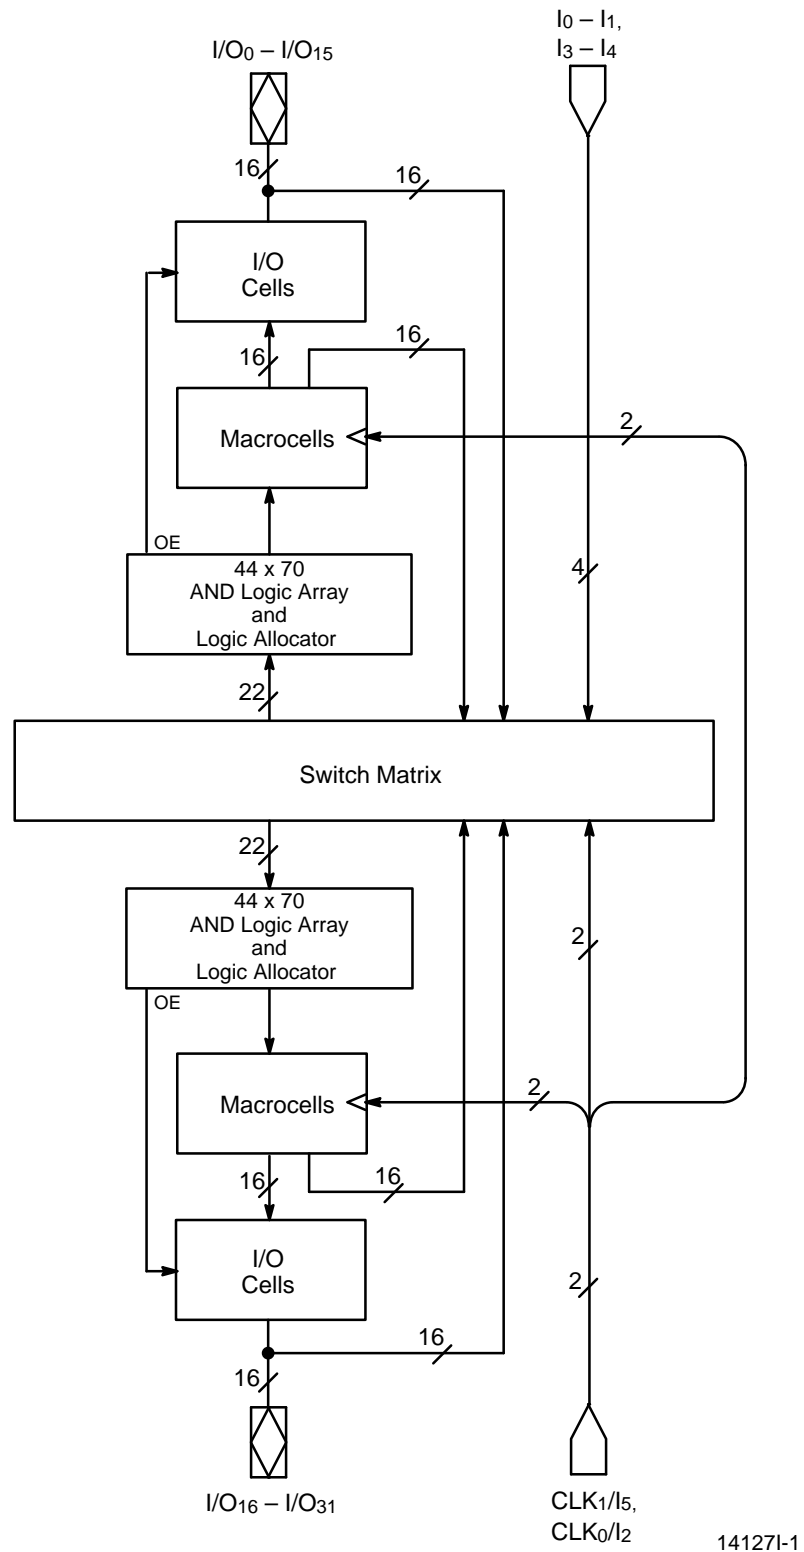 I/O0 – I/O15
I0 – I1,
I3 – I4
16
16
I/O
Cells
16
16
Macrocells
2
OE
44 x 70
AND Logic Array
and
Logic Allocator
4
22
Switch Matrix
22
44 x 70
AND Logic Array
and
Logic Allocator
2
OE
Macrocells
2
16
16
I/O
Cells
2
16
16
I/O16 – I/O31
CLK1/I5,
CLK0/I2
14127I-1